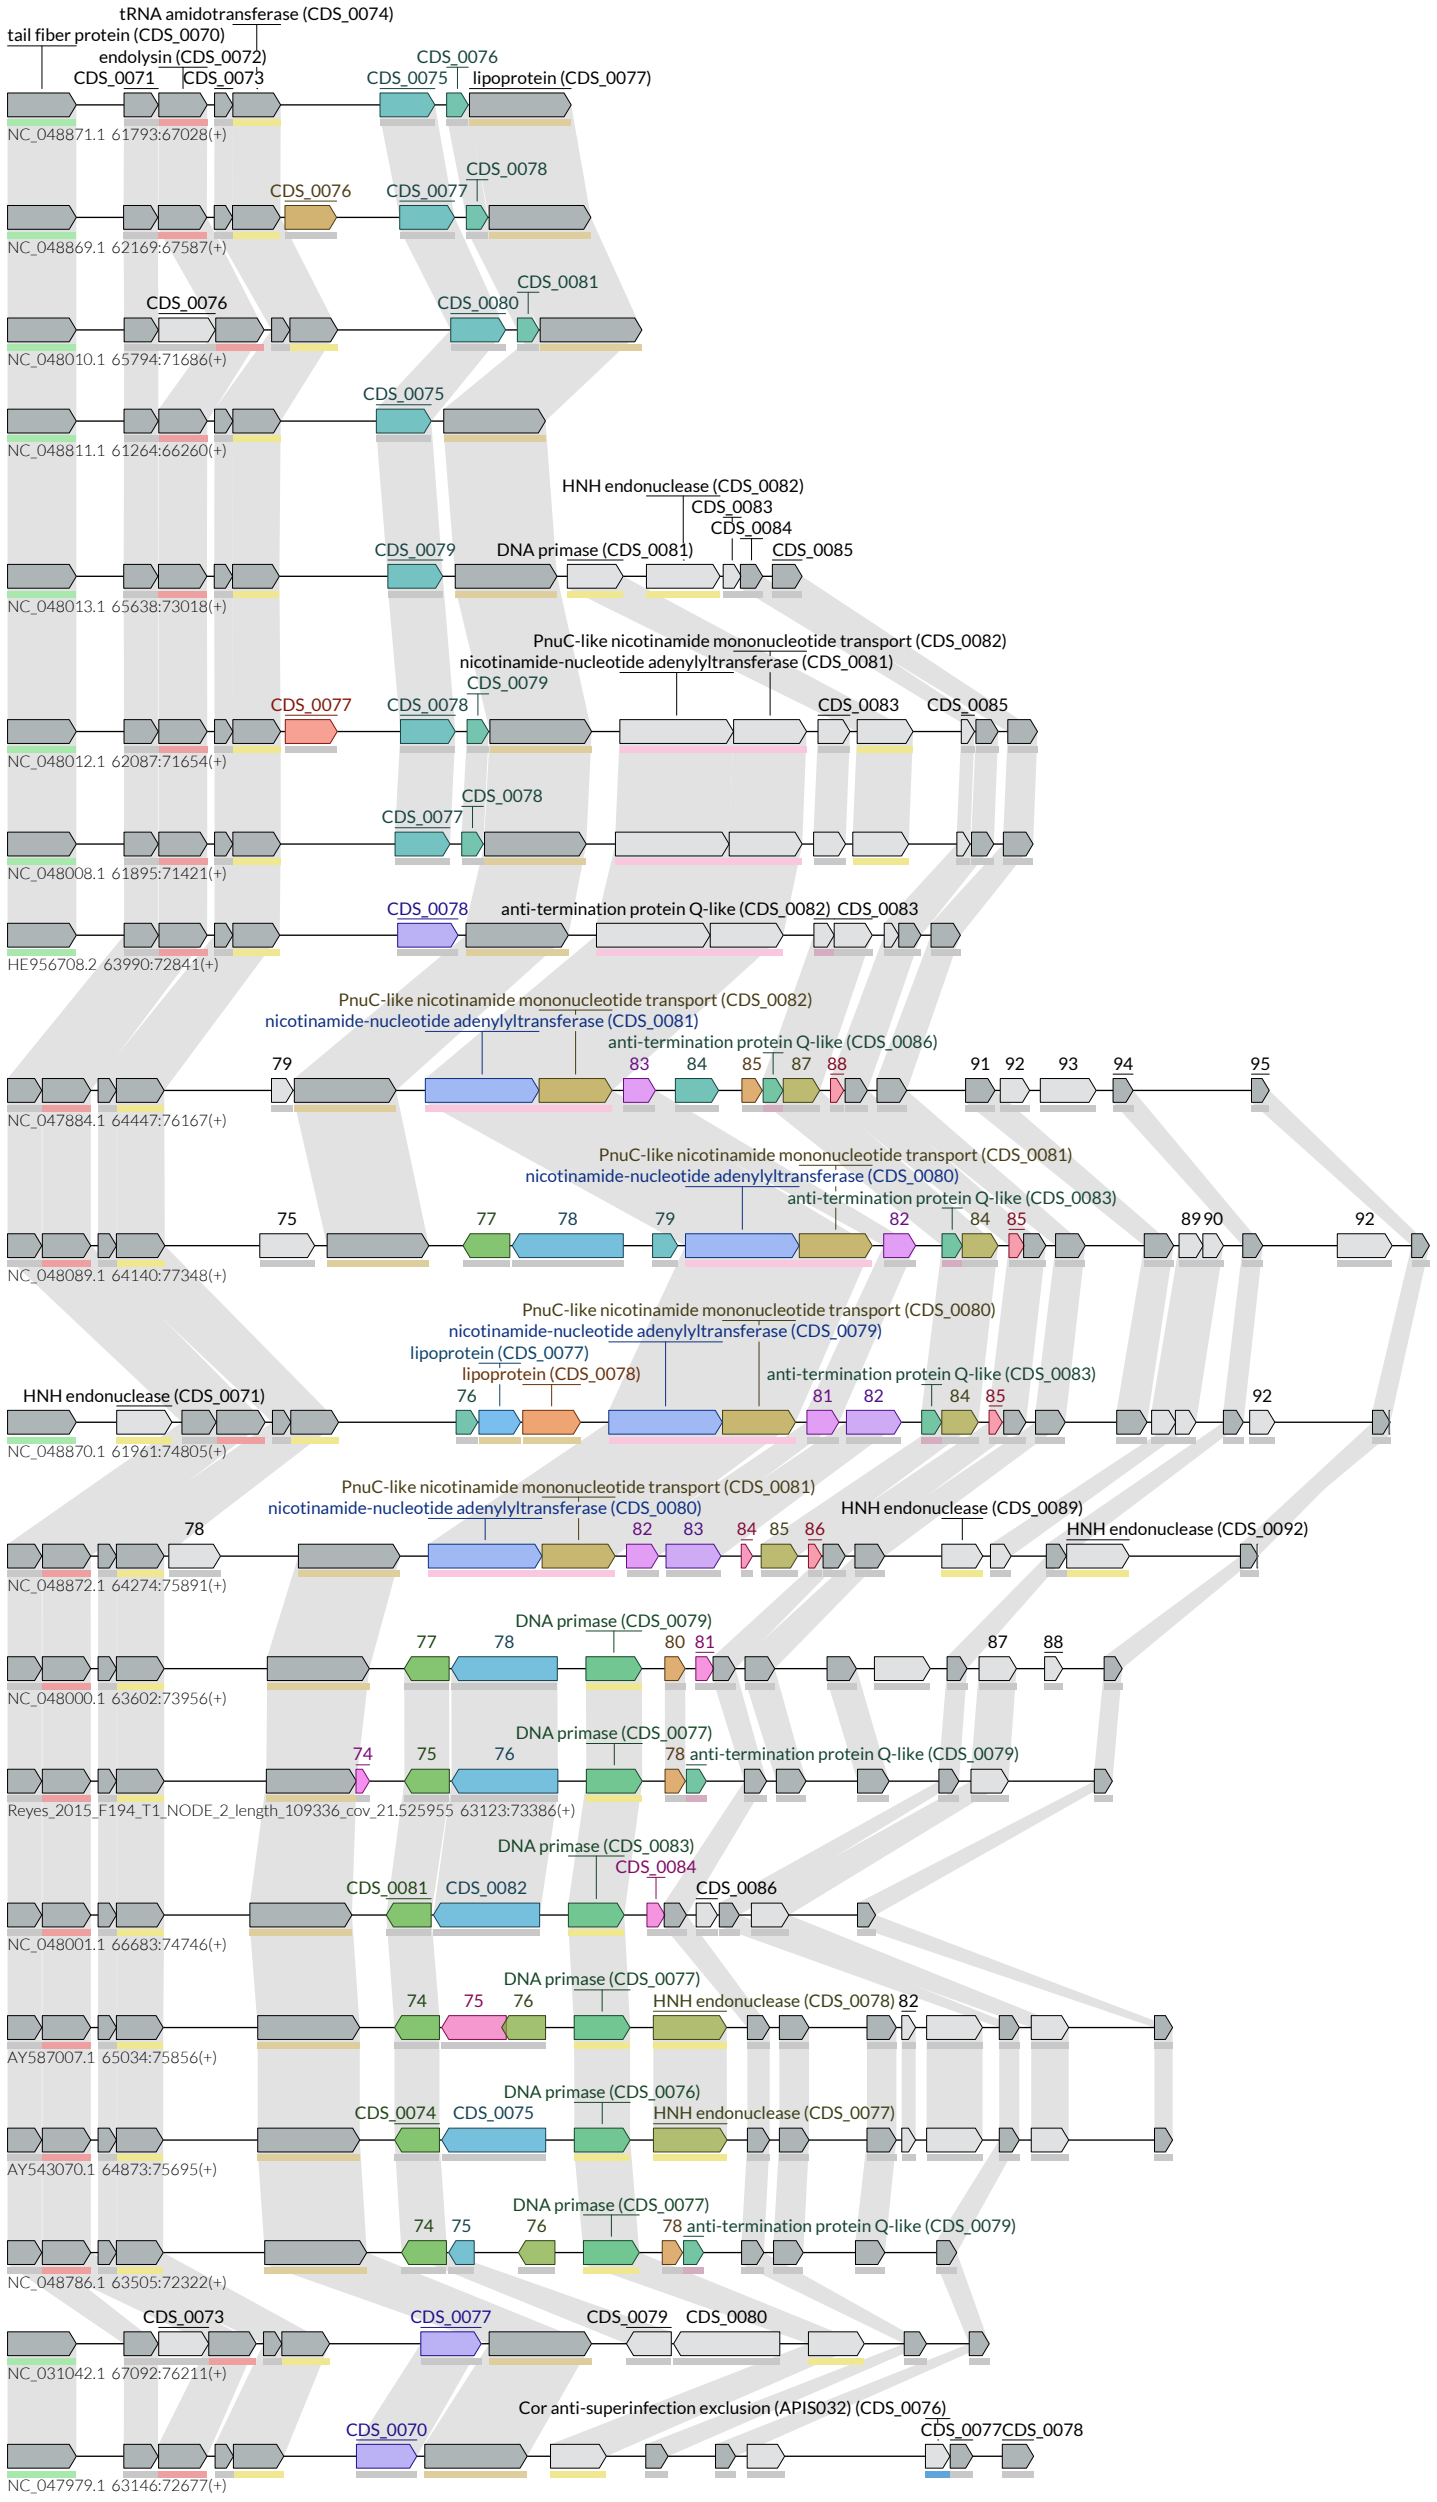 tRNA amidotransferase (CDS_0074)
tail fiber protein (CDS_0070)
endolysin (CDS_0072) CDS_0076
CDS_0071 CDS_0073 CDS_0075 lipoprotein (CDS_0077)
NC_048871.1 61793:67028(+)
CDS_0078
CDS_0076 CDS_0077
NC_048869.1 62169:67587(+)
CDS_0081
CDS_0076 CDS_0080
NC_048010.1 65794:71686(+)
CDS_0075
NC_048811.1 61264:66260(+)
HNH endonuclease (CDS_0082)
CDS_0083
CDS_0084
CDS_0079 DNA primase (CDS_0081) CDS_0085
NC_048013.1 65638:73018(+)
PnuC-like nicotinamide mononucleotide transport (CDS_0082)
nicotinamide-nucleotide adenylyltransferase (CDS_0081)
CDS_0079
CDS_0077 CDS_0078 CDS_0083 CDS_0085
NC_048012.1 62087:71654(+)
CDS_0078
CDS_0077
NC_048008.1 61895:71421(+)
CDS_0078 anti-termination protein Q-like (CDS_0082) CDS_0083
HE956708.2 63990:72841(+)
PnuC-like nicotinamide mononucleotide transport (CDS_0082)
nicotinamide-nucleotide adenylyltransferase (CDS_0081)
anti-termination protein Q-like (CDS_0086)
79 83 84 85 87 88 91 92 93 94 95
NC_047884.1 64447:76167(+)
PnuC-like nicotinamide mononucleotide transport (CDS_0081)
nicotinamide-nucleotide adenylyltransferase (CDS_0080)
anti-termination protein Q-like (CDS_0083)
75 77 78 79 82 84 85 89 90 92
NC_048089.1 64140:77348(+)
PnuC-like nicotinamide mononucleotide transport (CDS_0080)
nicotinamide-nucleotide adenylyltransferase (CDS_0079)
lipoprotein (CDS_0077)
lipoprotein (CDS_0078) anti-termination protein Q-like (CDS_0083)
HNH endonuclease (CDS_0071) 76 81 82 84 85 92
NC_048870.1 61961:74805(+)
PnuC-like nicotinamide mononucleotide transport (CDS_0081)
nicotinamide-nucleotide adenylyltransferase (CDS_0080) HNH endonuclease (CDS_0089)
78 82 83 84 85 86 HNH endonuclease (CDS_0092)
NC_048872.1 64274:75891(+)
DNA primase (CDS_0079)
77 78 80 81 87 88
NC_048000.1 63602:73956(+)
DNA primase (CDS_0077)
74 75 76 78 anti-termination protein Q-like (CDS_0079)
Reyes_2015_F194_T1_NODE_2_length_109336_cov_21.525955 63123:73386(+)
DNA primase (CDS_0083)
CDS_0084
CDS_0081 CDS_0082 CDS_0086
NC_048001.1 66683:74746(+)
DNA primase (CDS_0077)
74 75 76 HNH endonuclease (CDS_0078) 82
AY587007.1 65034:75856(+)
DNA primase (CDS_0076)
CDS_0074 CDS_0075 HNH endonuclease (CDS_0077)
AY543070.1 64873:75695(+)
DNA primase (CDS_0077)
74 75 76 78 anti-termination protein Q-like (CDS_0079)
NC_048786.1 63505:72322(+)
CDS_0073 CDS_0077 CDS_0079 CDS_0080
NC_031042.1 67092:76211(+)
Cor anti-superinfection exclusion (APIS032) (CDS_0076)
CDS_0070 CDS_0077 CDS_0078
NC_047979.1 63146:72677(+)